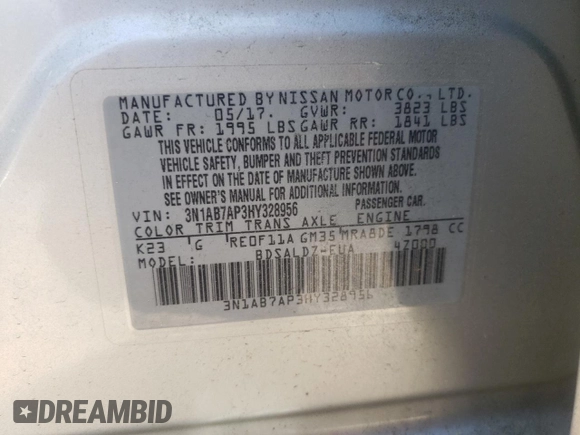 MANUFACTURED BY NISSAN MOTOR CO., LTD.
DATE: 05/17. GVWR: 3823 LBS
GAWR FR: 1995 LBS GAWR RR: 1841 LBS
THIS VEHICLE CONFORMS TO ALL APPLICABLE FEDERAL MOTOR
VEHICLE SAFETY, BUMPER AND THEFT PREVENTION STANDARDS
IN EFFECT ON THE DATE OF MANUFACTURE SHOWN ABOVE.
SEE OWNER'S MANUAL FOR ADDITIONAL INFORMATION.
VIN: 3N1AB7AP3HY328956 PASSENGER CAR.
COLOR TRIM TRANS AXLE ENGINE
K23 G RE0F11A GM35 MRA8DE 1798 CC
BDSALDZ-EUA 47000
3N1AB7AP3HY328956
DREAMBID